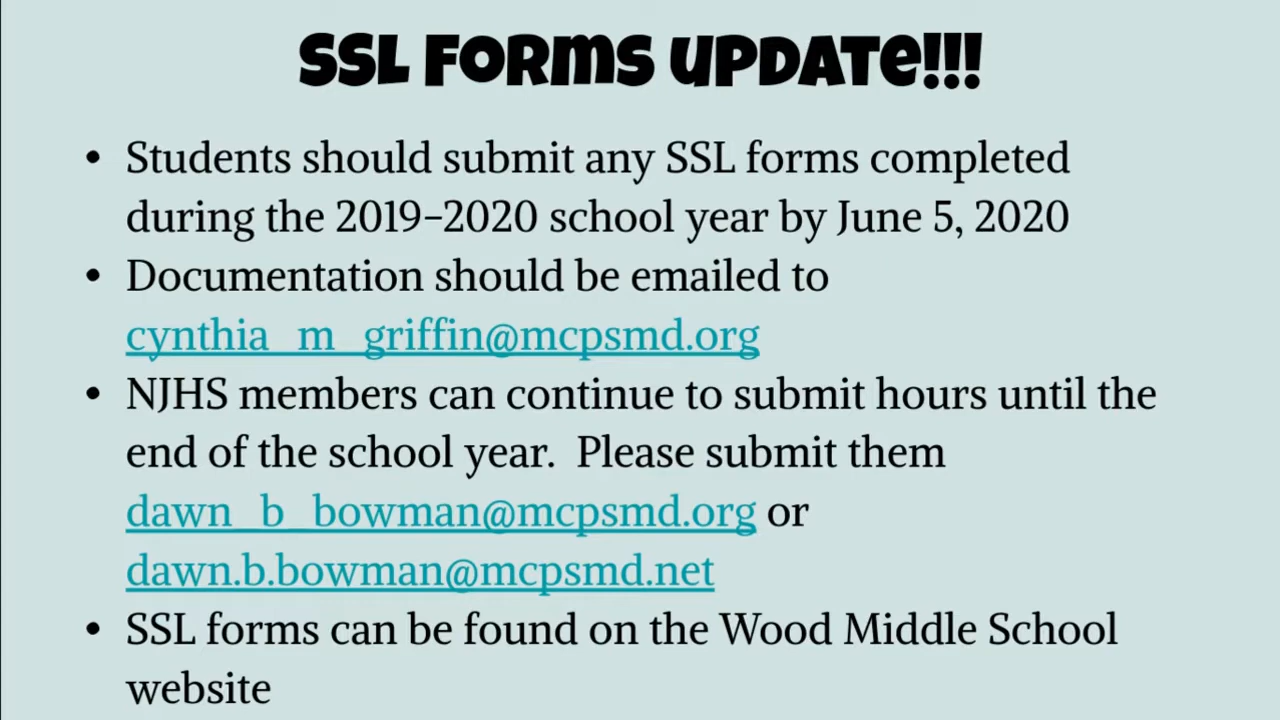 SSL FORMS UPDATE!!!
• Students should submit any SSL forms completed
during the 2019–2020 school year by June 5, 2020
• Documentation should be emailed to
cynthia_m_griffin@mcpsmd.org
• NJHS members can continue to submit hours until the
end of the school year.  Please submit them
dawn_b_bowman@mcpsmd.org or
dawn.b.bowman@mcpsmd.net
• SSL forms can be found on the Wood Middle School
website